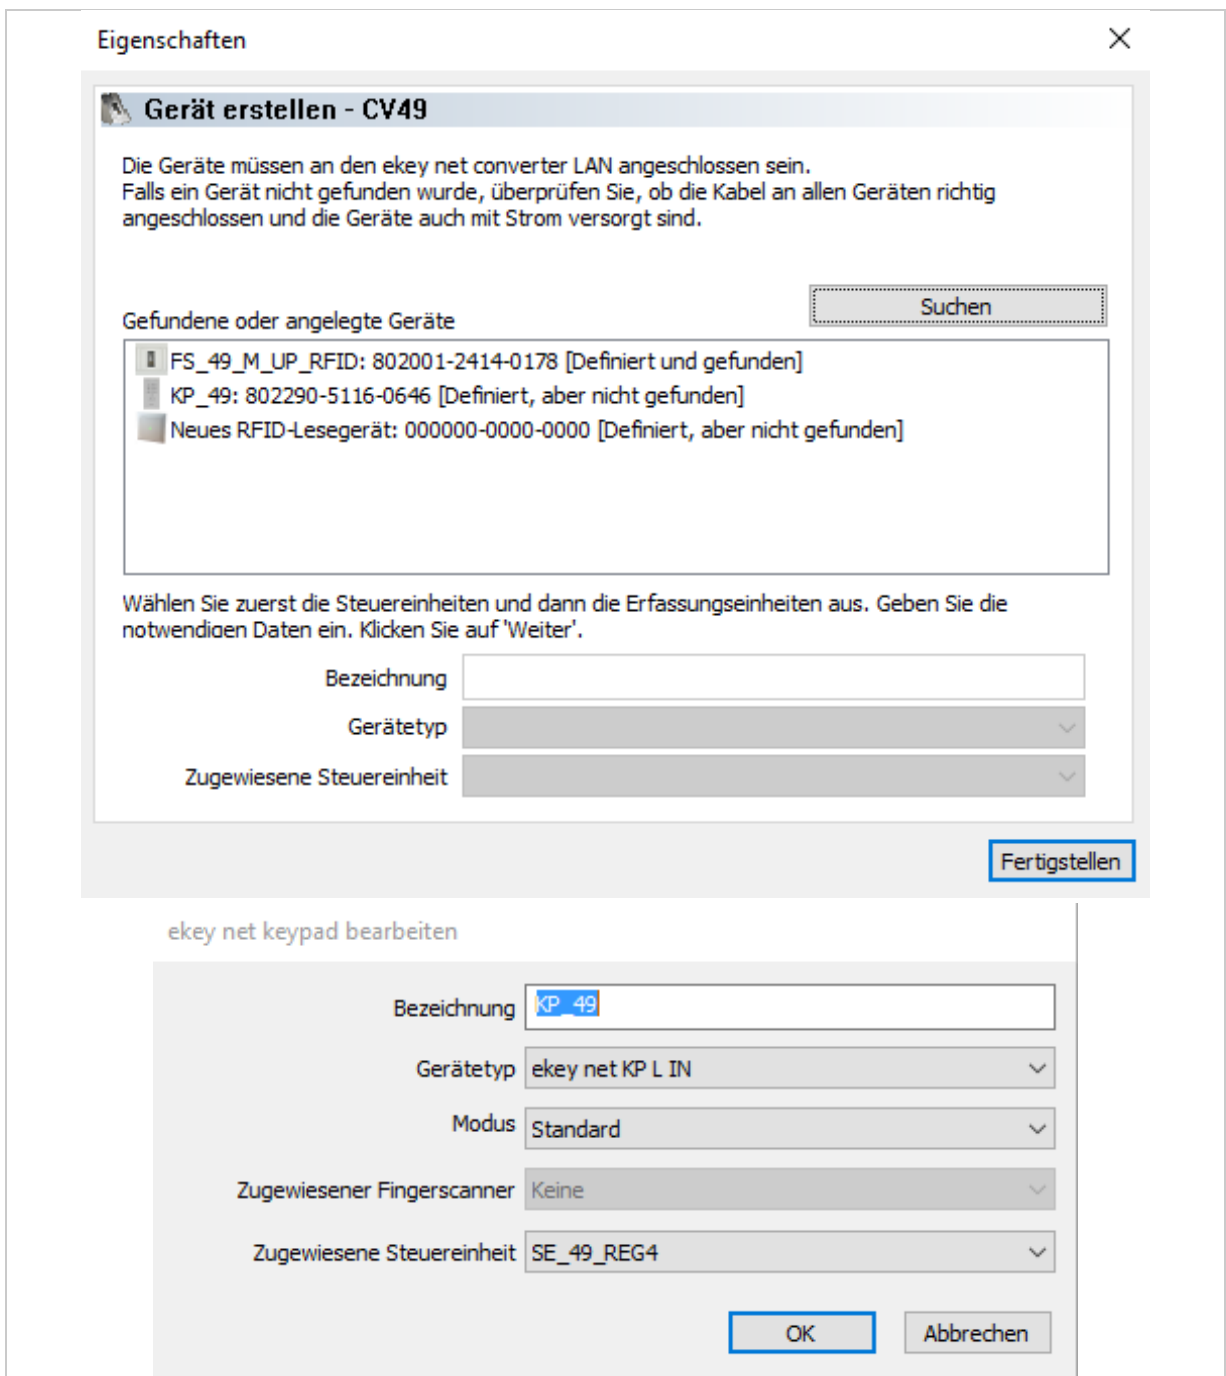 Eigenschaften
Gerät erstellen - CV49
Die Geräte müssen an den ekey net converter LAN angeschlossen sein.
Falls ein Gerät nicht gefunden wurde, überprüfen Sie, ob die Kabel an allen Geräten richtig
angeschlossen und die Geräte auch mit Strom versorgt sind.
Suchen
Gefundene oder angelegte Geräte
FS_49_M_UP_RFID: 802001-2414-0178 [Definiert und gefunden]
KP_49: 802290-5116-0646 [Definiert, aber nicht gefunden]
Neues RFID-Lesegerät: 000000-0000-0000 [Definiert, aber nicht gefunden]
Wählen Sie zuerst die Steuereinheiten und dann die Erfassungseinheiten aus. Geben Sie die
notwendigen Daten ein. Klicken Sie auf 'Weiter'.
Bezeichnung
Gerätetyp
Zugewiesene Steuereinheit
Fertigstellen
ekey net keypad bearbeiten
Bezeichnung KP_49
Gerätetyp ekey net KP L IN
Modus Standard
Zugewiesener Fingerscanner Keine
Zugewiesene Steuereinheit SE_49_REG4
OK Abbrechen